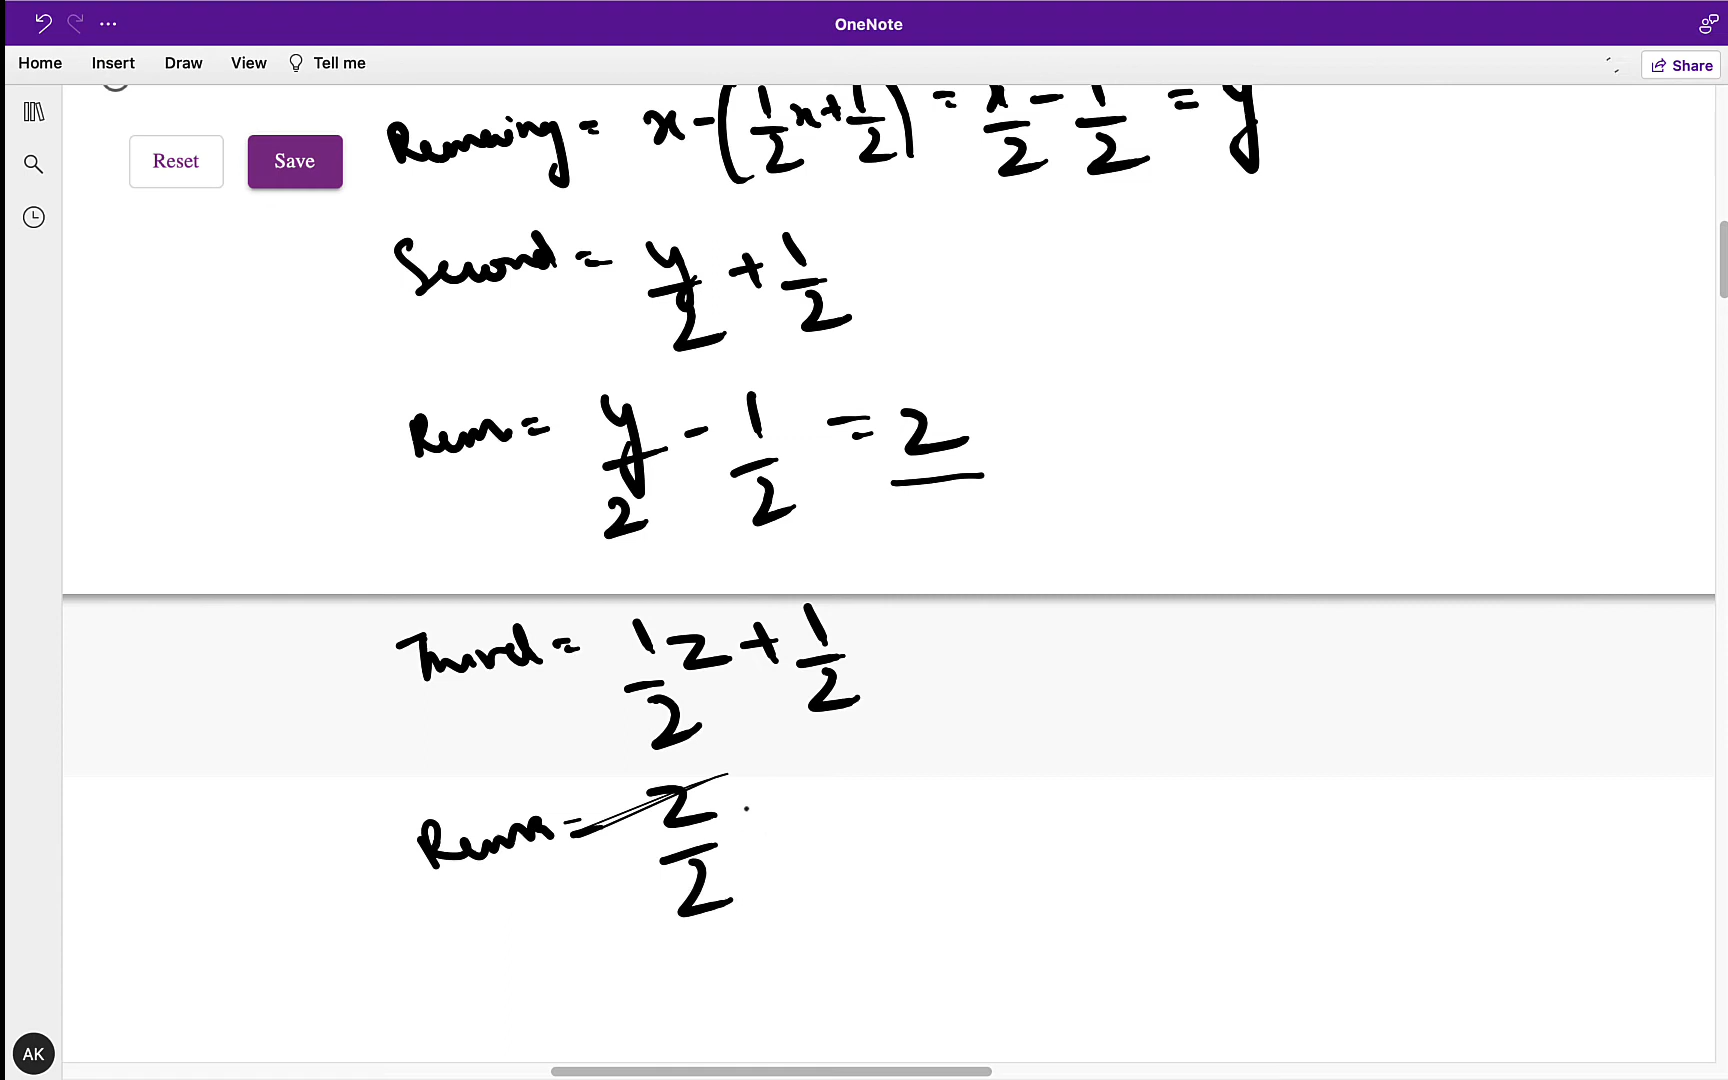 OneNote
Home Insert Draw View Tell me Share
Reset Save
Remaing = x - (1/2 x + 1/2) = x/2 - 1/2 = y
Second = y/2 + 1/2
Rem = y/2 - 1/2 = z
Third = 1/2 z + 1/2
Rem = z/2
AK